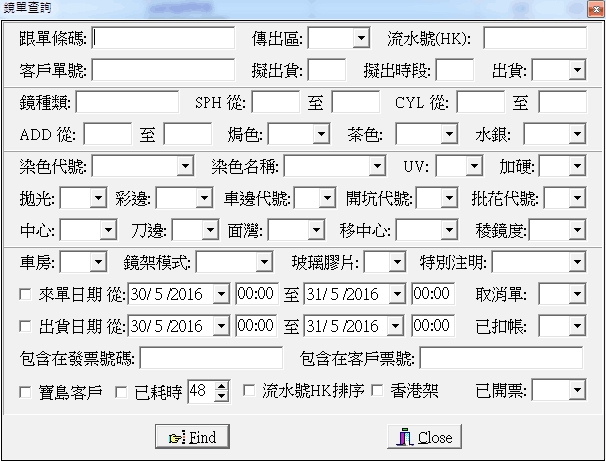 鏡單查詢
跟單條碼: 傳出區: 流水號(HK):
客戶單號: 擬出貨: 擬出時段: 出貨:
鏡種類: SPH 從: 至 CYL 從: 至
ADD 從: 至 焗色: 茶色: 水銀:
染色代號: 染色名稱: UV: 加硬:
拋光: 彩邊: 車邊代號: 開坑代號: 批花代號:
中心: 刀邊: 面灣: 移中心: 稜鏡度:
車房: 鏡架模式: 玻璃膠片: 特別注明:
來單日期 從: 30/ 5 /2016 00:00 至 31/ 5 /2016 00:00 取消單:
出貨日期 從: 30/ 5 /2016 00:00 至 31/ 5 /2016 00:00 已扣帳:
包含在發票號碼: 包含在客戶票號:
寶島客戶 已耗時 48 流水號HK排序 香港架 已開票:
Find Close